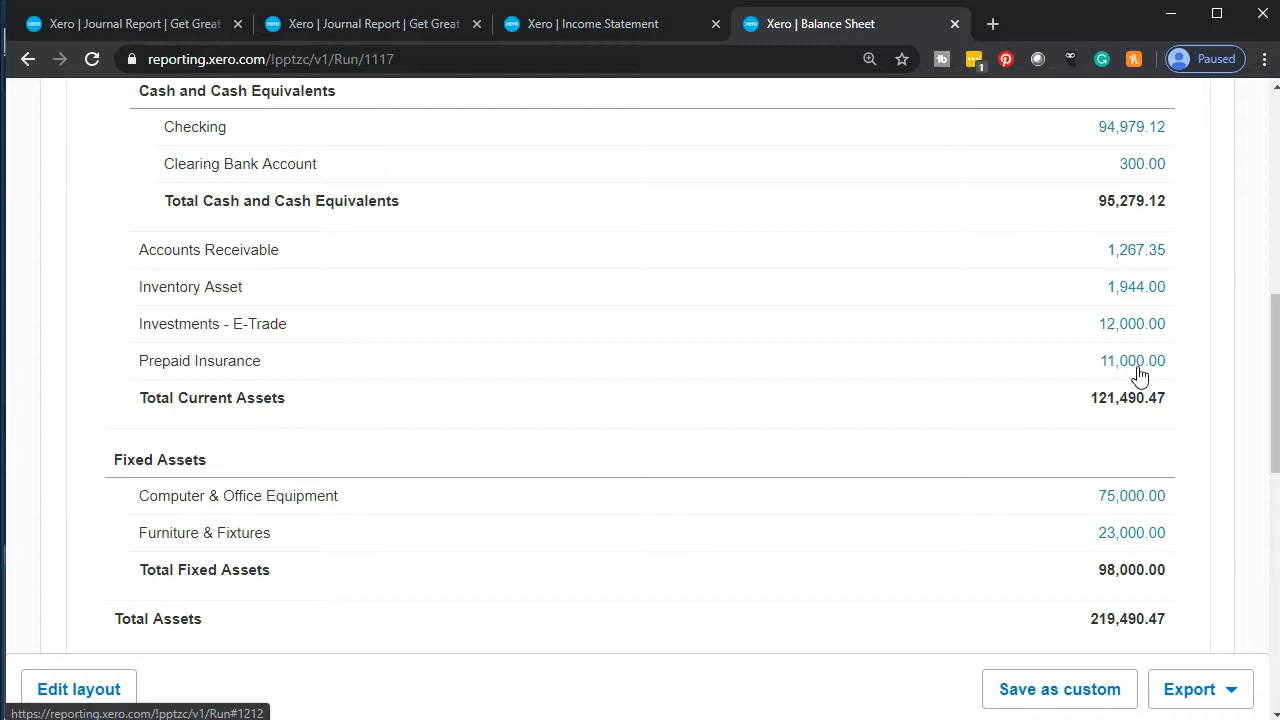 Xero | Journal Report | Get Great
Xero | Journal Report | Get Great
Xero | Income Statement
Xero | Balance Sheet
reporting.xero.com/!pptzc/v1/Run/1117
1
Paused
Cash and Cash Equivalents
Checking 94,979.12
Clearing Bank Account 300.00
Total Cash and Cash Equivalents 95,279.12
Accounts Receivable 1,267.35
Inventory Asset 1,944.00
Investments - E-Trade 12,000.00
Prepaid Insurance 11,000.00
Total Current Assets 121,490.47
Fixed Assets
Computer & Office Equipment 75,000.00
Furniture & Fixtures 23,000.00
Total Fixed Assets 98,000.00
Total Assets 219,490.47
Edit layout Save as custom Export
https://reporting.xero.com/!pptzc/v1/Run#1212